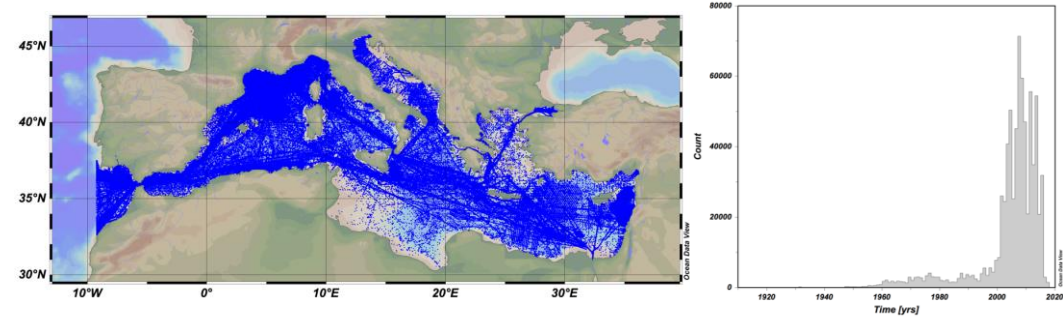 45°N
40°N
35°N
30°N
10°W
0°
10°E
20°E
30°E
Ocean Data View
80000
60000
40000
20000
0
Count
1920
1940
1960
1980
2000
2020
Time [yrs]
Ocean Data View